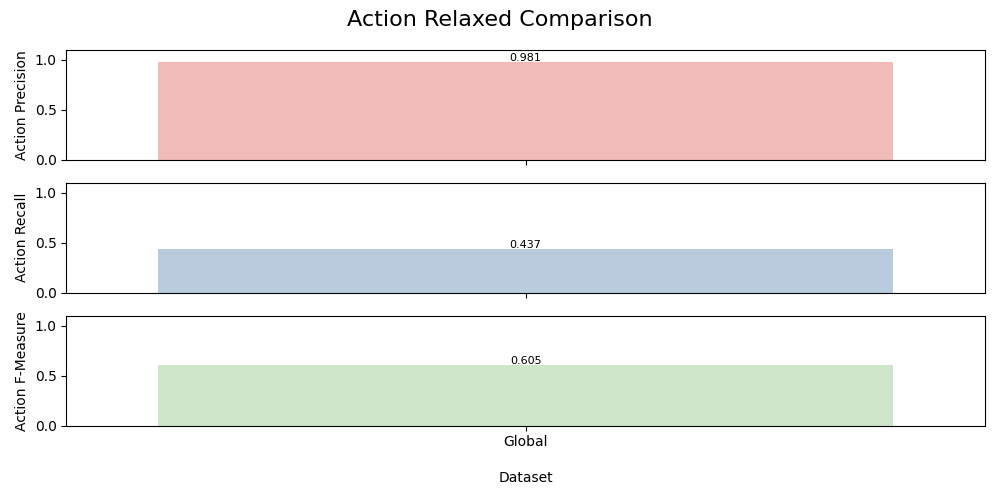 Action Relaxed Comparison
1.0
0.5
0.0
Action Precision
0.981
1.0
0.5
0.0
Action Recall
0.437
1.0
0.5
0.0
Action F-Measure
0.605
Global
Dataset